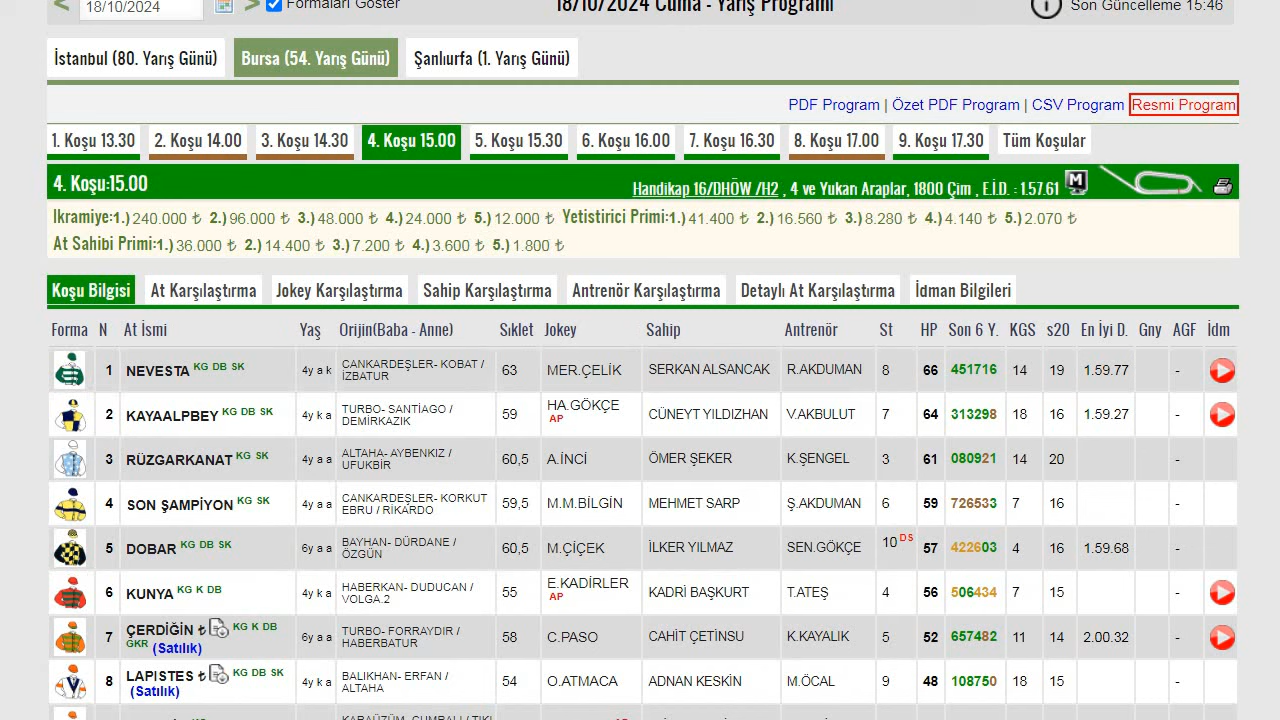 18/10/2024 Formaları Göster 18/10/2024 Cuma - Yarış Programı Son Güncelleme 15:46
İstanbul (80. Yarış Günü) Bursa (54. Yarış Günü) Şanlıurfa (1. Yarış Günü)
PDF Program | Özet PDF Program | CSV Program Resmi Program
1. Koşu 13.30 2. Koşu 14.00 3. Koşu 14.30 4. Koşu 15.00 5. Koşu 15.30 6. Koşu 16.00 7. Koşu 16.30 8. Koşu 17.00 9. Koşu 17.30 Tüm Koşular
4. Koşu:15.00 Handikap 16/DHÖW /H2 , 4 ve Yukarı Araplar, 1800 Çim , E.İ.D. : 1.57.61 M
Ikramiye:1.) 240.000 ₺ 2.) 96.000 ₺ 3.) 48.000 ₺ 4.) 24.000 ₺ 5.) 12.000 ₺ Yetistirici Primi:1.) 41.400 ₺ 2.) 16.560 ₺ 3.) 8.280 ₺ 4.) 4.140 ₺ 5.) 2.070 ₺
At Sahibi Primi:1.) 36.000 ₺ 2.) 14.400 ₺ 3.) 7.200 ₺ 4.) 3.600 ₺ 5.) 1.800 ₺
Koşu Bilgisi At Karşılaştırma Jokey Karşılaştırma Sahip Karşılaştırma Antrenör Karşılaştırma Detaylı At Karşılaştırma İdman Bilgileri
Forma N At İsmi Yaş Orijin(Baba - Anne) Sıklet Jokey Sahip Antrenör St HP Son 6 Y. KGS s20 En İyi D. Gny AGF İdm
1 NEVESTA KG DB SK 4y a k CANKARDEŞLER- KOBAT / İZBATUR 63 MER.ÇELİK SERKAN ALSANCAK R.AKDUMAN 8 66 451716 14 19 1.59.77 -
2 KAYAALPBEY KG DB SK 4y k a TURBO- SANTİAGO / DEMİRKAZIK 59 HA.GÖKÇE AP CÜNEYT YILDIZHAN V.AKBULUT 7 64 313298 18 16 1.59.27 -
3 RÜZGARKANAT KG SK 4y a a ALTAHA- AYBENKIZ / UFUKBİR 60,5 A.İNCİ ÖMER ŞEKER K.ŞENGEL 3 61 080921 14 20 -
4 SON ŞAMPİYON KG SK 4y a a CANKARDEŞLER- KORKUT EBRU / RİKARDO 59,5 M.M.BİLGİN MEHMET SARP Ş.AKDUMAN 6 59 726533 7 16 -
5 DOBAR KG DB SK 6y a a BAYHAN- DÜRDANE / ÖZGÜN 60,5 M.ÇİÇEK İLKER YILMAZ SEN.GÖKÇE 10 DS 57 422603 4 16 1.59.68 -
6 KUNYA KG K DB 4y k a HABERKAN- DUDUCAN / VOLGA.2 55 E.KADİRLER AP KADRİ BAŞKURT T.ATEŞ 4 56 506434 7 15 -
7 ÇERDİĞİN ₺ KG K DB GKR (Satılık) 6y a a TURBO- FORRAYDIR / HABERBATUR 58 C.PASO CAHİT ÇETİNSU K.KAYALIK 5 52 657482 11 14 2.00.32 -
8 LAPISTES ₺ KG DB SK (Satılık) 4y k a BALIKHAN- ERFAN / ALTAHA 54 O.ATMACA ADNAN KESKİN M.ÖCAL 9 48 108750 18 15 -